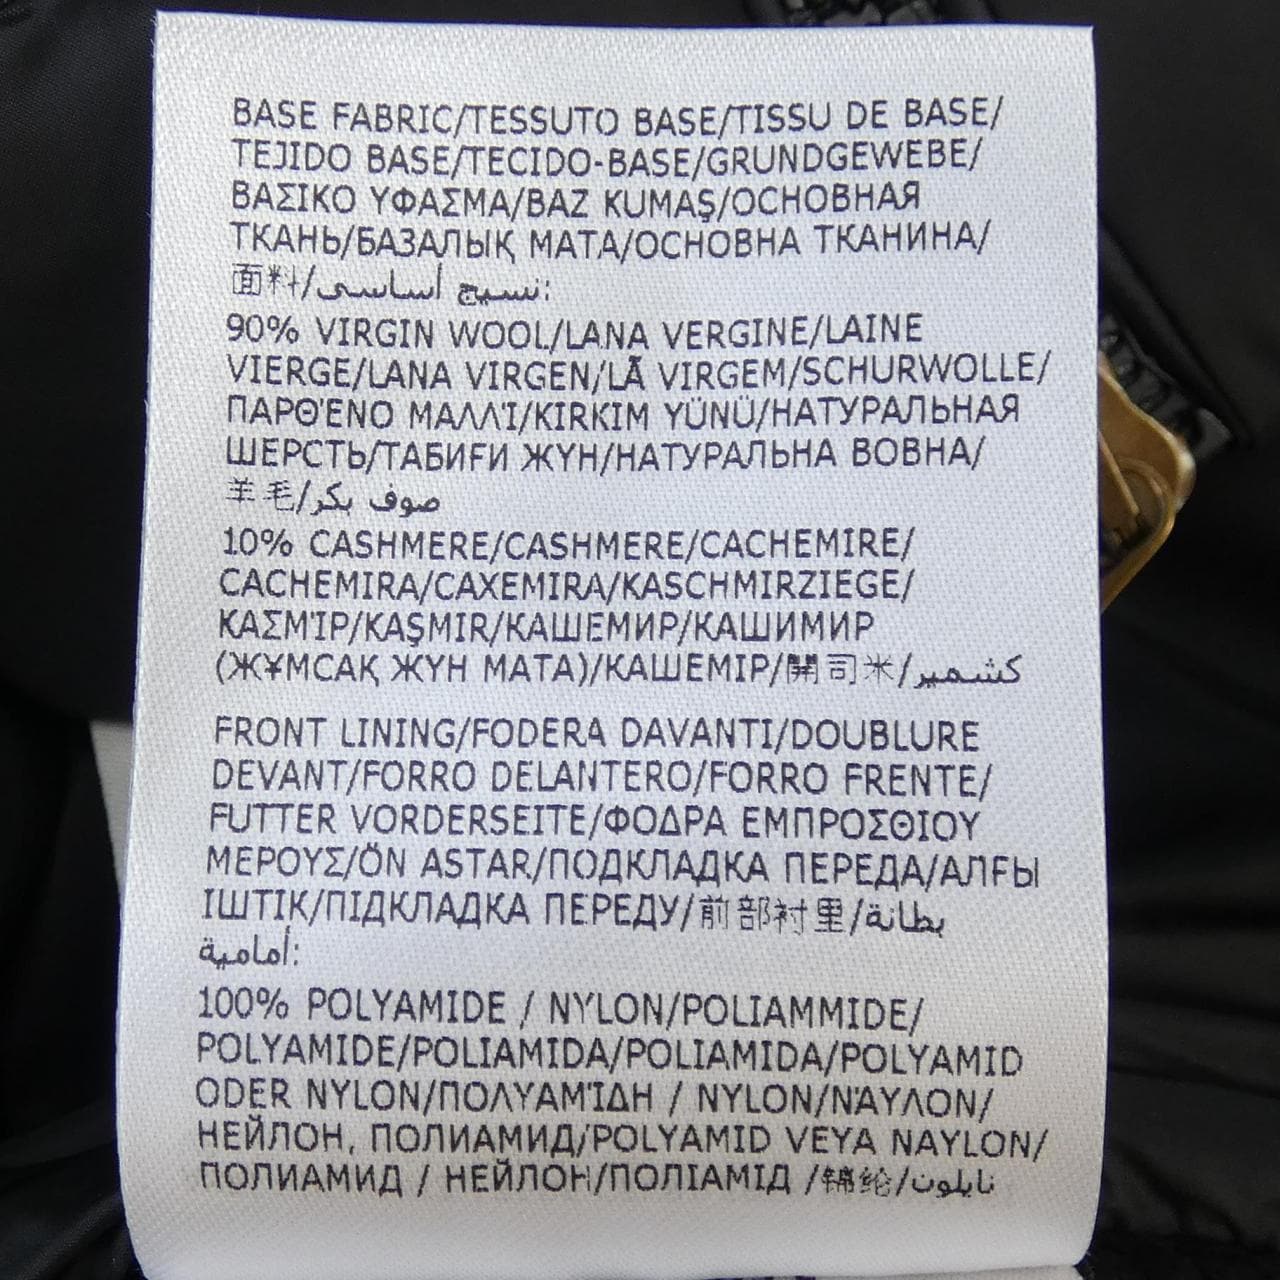 BASE FABRIC/TESSUTO BASE/TISSU DE BASE/
TEJIDO BASE/TECIDO-BASE/GRUNDGEWEBE/
ΒΑΣΙΚΟ ΥΦΑΣΜΑ/BAZ KUMAŞ/ОСНОВНАЯ
ТКАНЬ/БАЗАЛЫҚ МАТА/ОСНОВНА ТКАНИНА/
面料/نسيج أساسى:
90% VIRGIN WOOL/LANA VERGINE/LAINE
VIERGE/LANA VIRGEN/LÃ VIRGEM/SCHURWOLLE/
ΠΑΡΘΈΝΟ ΜΑΛΛΊ/KIRKIM YÜNÜ/НАТУРАЛЬНАЯ
ШЕРСТЬ/ТАБИҒИ ЖҮН/НАТУРАЛЬНА ВОВНА/
羊毛/صوف بكر
10% CASHMERE/CASHMERE/CACHEMIRE/
CACHEMIRA/CAXEMIRA/KASCHMIRZIEGE/
ΚΑΣΜΊΡ/KAŞMIR/КАШЕМИР/КАШИМИР
(ЖҰМСАҚ ЖҮН МАТА)/КАШЕМІР/開司米/كشمير
FRONT LINING/FODERA DAVANTI/DOUBLURE
DEVANT/FORRO DELANTERO/FORRO FRENTE/
FUTTER VORDERSEITE/ΦΟΔΡΑ ΕΜΠΡΟΣΘΙΟΥ
ΜΕΡΟΥΣ/ÖN ASTAR/ПОДКЛАДКА ПЕРЕДА/АЛҒЫ
ІШТІК/ПІДКЛАДКА ПЕРЕДУ/前部衬里/بطانة
أمامية:
100% POLYAMIDE / NYLON/POLIAMMIDE/
POLYAMIDE/POLIAMIDA/POLIAMIDA/POLYAMID
ODER NYLON/ΠΟΛΥΑΜΊΔΗ / NYLON/ΝΆΥΛΟΝ/
НЕЙЛОН, ПОЛИАМИД/POLYAMID VEYA NAYLON/
ПОЛИАМИД / НЕЙЛОН/ПОЛІАМІД /锦纶/نايلون